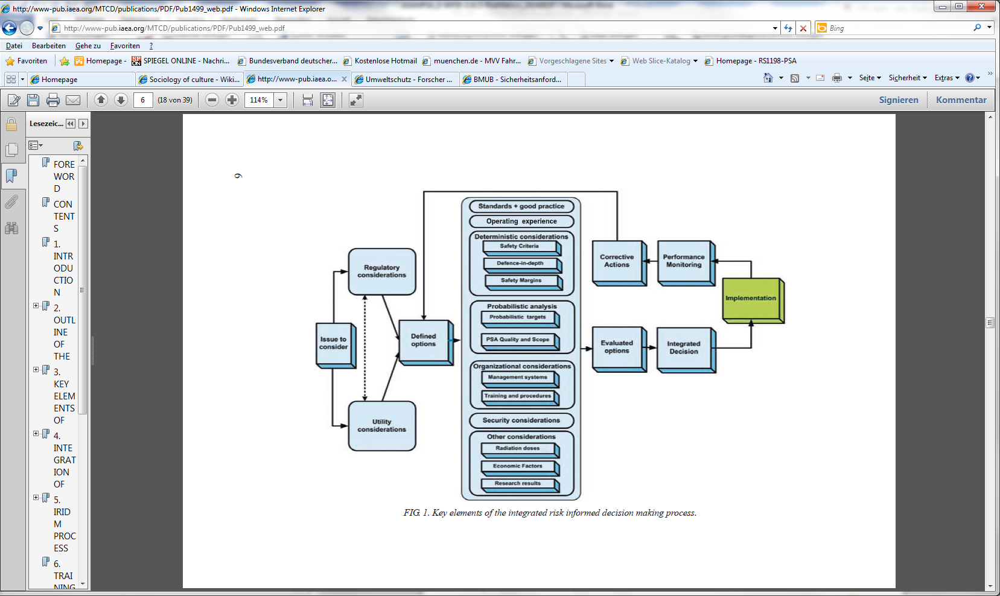 http://www-pub.iaea.org/MTCD/publications/PDF/Pub1499_web.pdf - Windows Internet Explorer
http://www-pub.iaea.org/MTCD/publications/PDF/Pub1499_web.pdf
Bing
Datei Bearbeiten Gehe zu Favoriten ?
Favoriten Homepage - SPIEGEL ONLINE - Nachri... Bundesverband deutscher... Kostenlose Hotmail muenchen.de - MVV Fahr... Vorgeschlagene Sites Web Slice-Katalog Homepage - RS1198-PSA
Homepage Sociology of culture - Wiki... http://www-pub.iaea.o... Umweltschutz - Forscher ... BMUB - Sicherheitsanford... Seite Sicherheit Extras
6 (18 von 39) 114% Signieren Kommentar
Lesezeic...
FORE
WOR
D
CON
TENT
S
1.
INTR
ODU
CTIO
N
2.
OUTL
INE
OF
THE
3.
KEY
ELEM
ENTS
OF
4.
INTE
GRAT
ION
OF
5.
IRID
M
PROC
ESS
6.
TRAI
NING
6
Issue to
consider
Regulatory
considerations
Utility
considerations
Defined
options
Standards + good practice
Operating experience
Deterministic considerations
Safety Criteria
Defence-in-depth
Safety Margins
Probabilistic analysis
Probabilistic targets
PSA Quality and Scope
Organizational considerations
Management systems
Training and procedures
Security considerations
Other considerations
Radiation doses
Economic Factors
Research results
Corrective
Actions
Performance
Monitoring
Implementation
Evaluated
options
Integrated
Decision
FIG. 1. Key elements of the integrated risk informed decision making process.